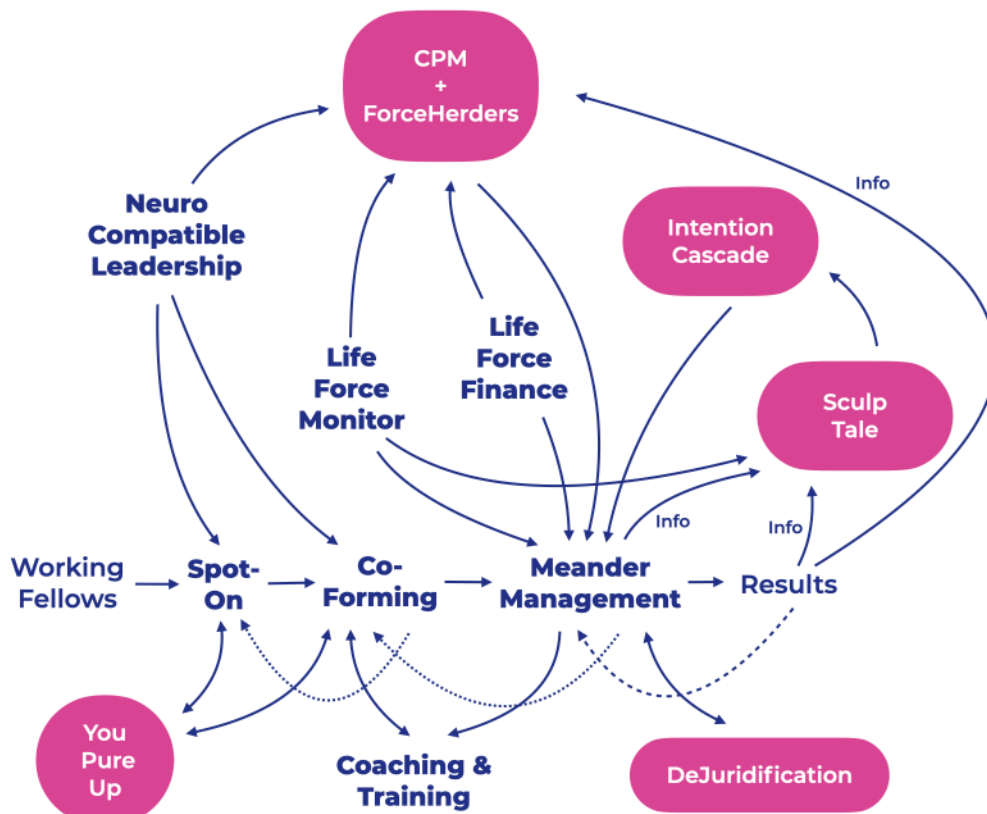 CPM
+
ForceHerders
Info
Neuro
Compatible
Leadership
Intention
Cascade
Life
Force
Finance
Life
Force
Monitor
Sculp
Tale
Info
Info
Working
Fellows
Spot-
On
Co-
Forming
Meander
Management
Results
You
Pure
Up
Coaching &
Training
DeJuridification